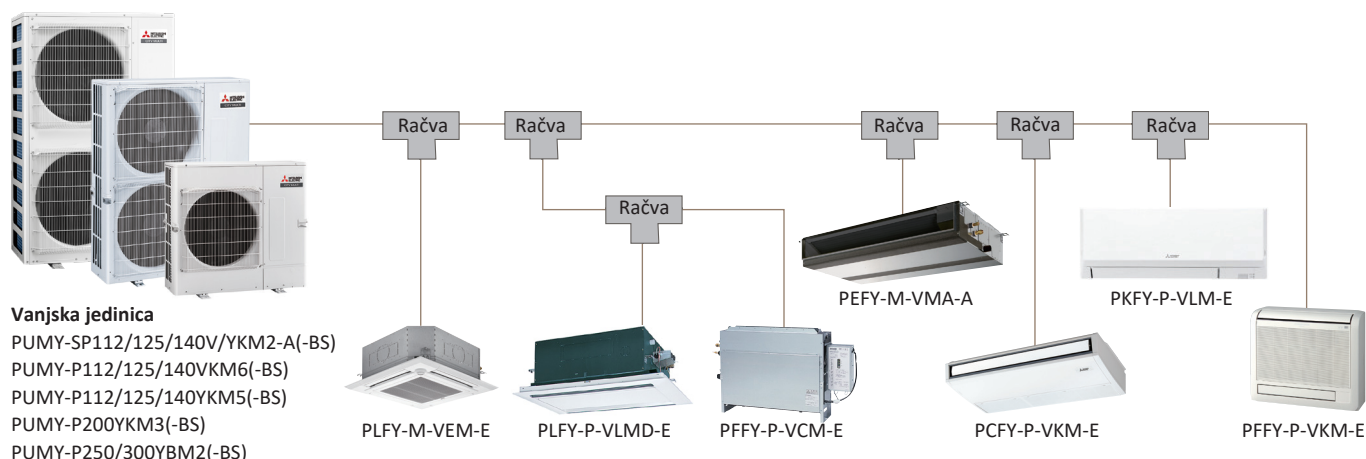 MITSUBISHI
ELECTRIC
Račva
Račva
Račva
Račva
Račva
Račva
PEFY-M-VMA-A
PKFY-P-VLM-E
Vanjska jedinica
PUMY-SP112/125/140V/YKM2-A(-BS)
PUMY-P112/125/140VKM6(-BS)
PUMY-P112/125/140YKM5(-BS)
PUMY-P200YKM3(-BS)
PUMY-P250/300YBM2(-BS)
PLFY-M-VEM-E
PLFY-P-VLMD-E
PFFY-P-VCM-E
PCFY-P-VKM-E
PFFY-P-VKM-E